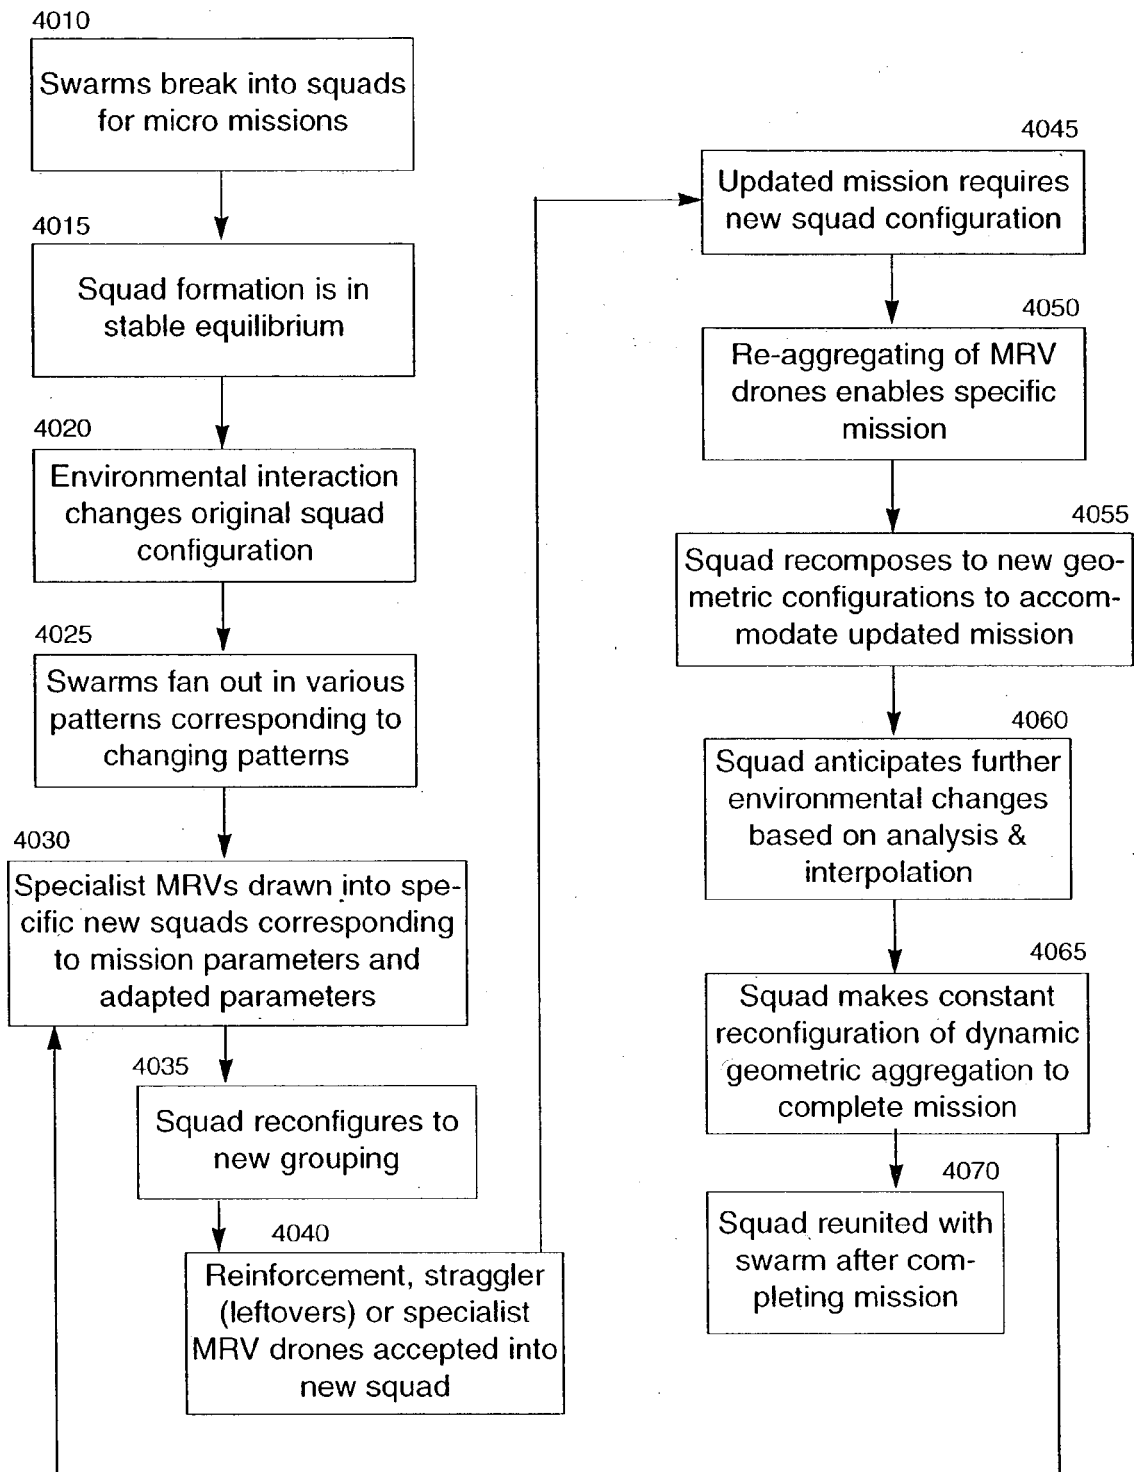 4010
Swarms break into squads
for micro missions
4015
Squad formation is in
stable equilibrium
4020
Environmental interaction
changes original squad
configuration
4025
Swarms fan out in various
patterns corresponding to
changing patterns
4030
Specialist MRVs drawn into spe-
cific new squads corresponding
to mission parameters and
adapted parameters
4035
Squad reconfigures to
new grouping
4040
Reinforcement, straggler
(leftovers) or specialist
MRV drones accepted into
new squad
4045
Updated mission requires
new squad configuration
4050
Re-aggregating of MRV
drones enables specific
mission
4055
Squad recomposes to new geo-
metric configurations to accom-
modate updated mission
4060
Squad anticipates further
environmental changes
based on analysis &
interpolation
4065
Squad makes constant
reconfiguration of dynamic
geometric aggregation to
complete mission
4070
Squad reunited with
swarm after com-
pleting mission